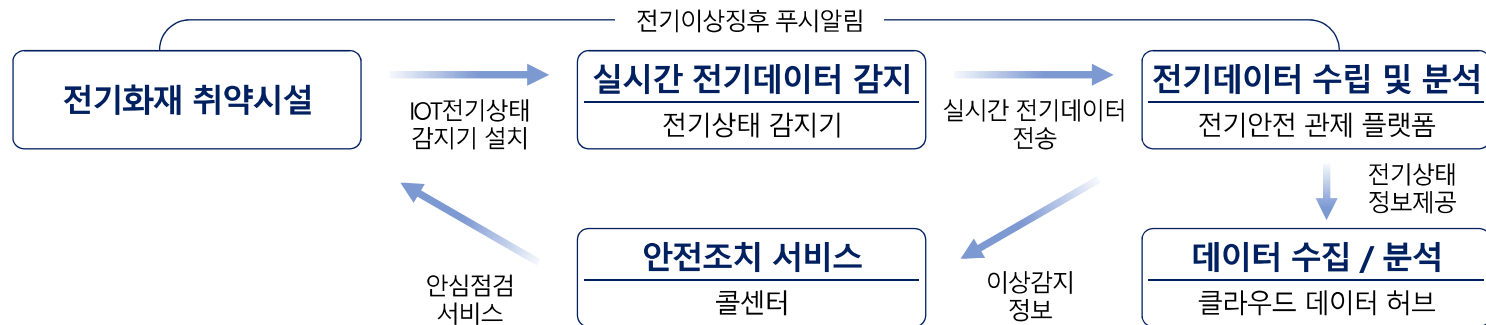 전기이상징후 푸시알림
전기화재 취약시설
IOT전기상태
감지기 설치
실시간 전기데이터 감지
전기상태 감지기
실시간 전기데이터
전송
전기데이터 수립 및 분석
전기안전 관제 플랫폼
전기상태
정보제공
안심점검
서비스
안전조치 서비스
콜센터
이상감지
정보
데이터 수집 / 분석
클라우드 데이터 허브